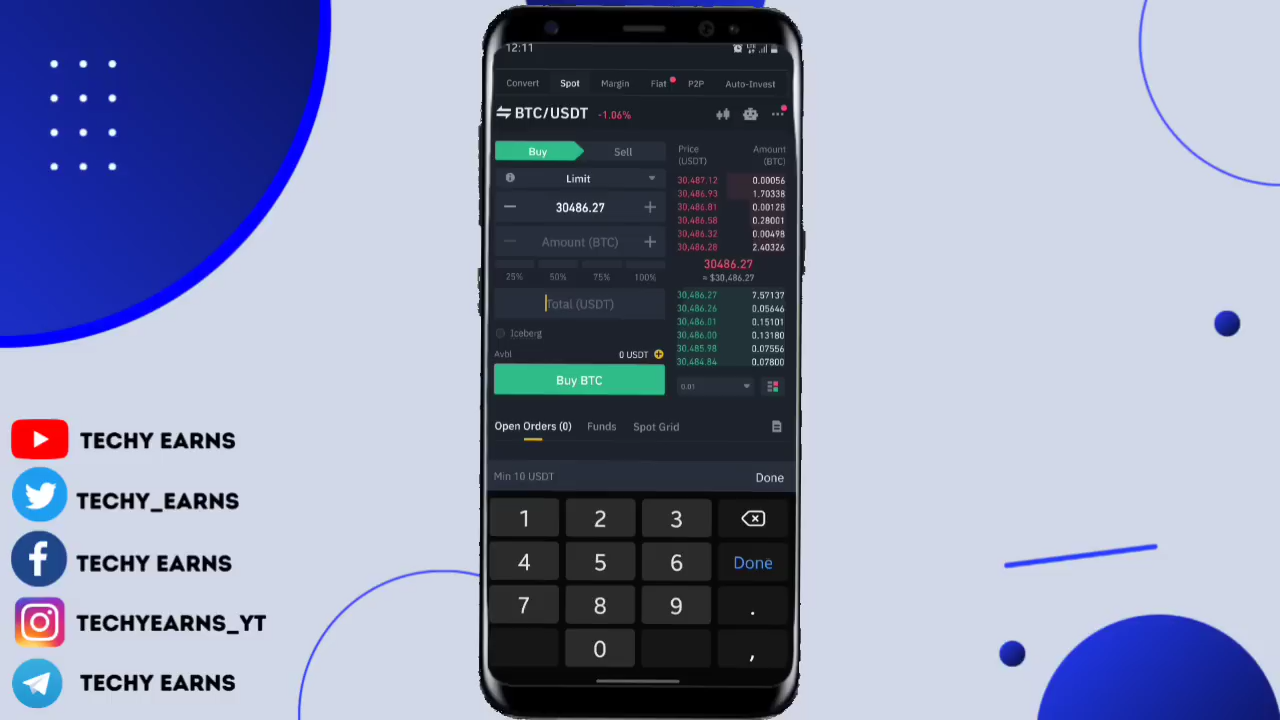 12:11
Convert Spot Margin Fiat P2P Auto-Invest
BTC/USDT -1.06%
Buy Sell
Limit
30486.27
Amount (BTC)
25% 50% 75% 100%
Total (USDT)
Iceberg
Avbl 0 USDT
Buy BTC
Price (USDT) Amount (BTC)
30,487.12 0.00056
30,486.93 1.70338
30,486.81 0.00128
30,486.58 0.28001
30,486.32 0.00498
30,486.28 2.40326
30486.27
≈ $30,486.27
30,486.27 7.57137
30,486.26 0.05646
30,486.01 0.15101
30,486.00 0.13180
30,485.98 0.07556
30,484.84 0.07800
0.01
Open Orders (0) Funds Spot Grid
Min 10 USDT Done
1 2 3
4 5 6 Done
7 8 9 .
0 ,
TECHY EARNS
TECHY_EARNS
TECHY EARNS
TECHYEARNS_YT
TECHY EARNS